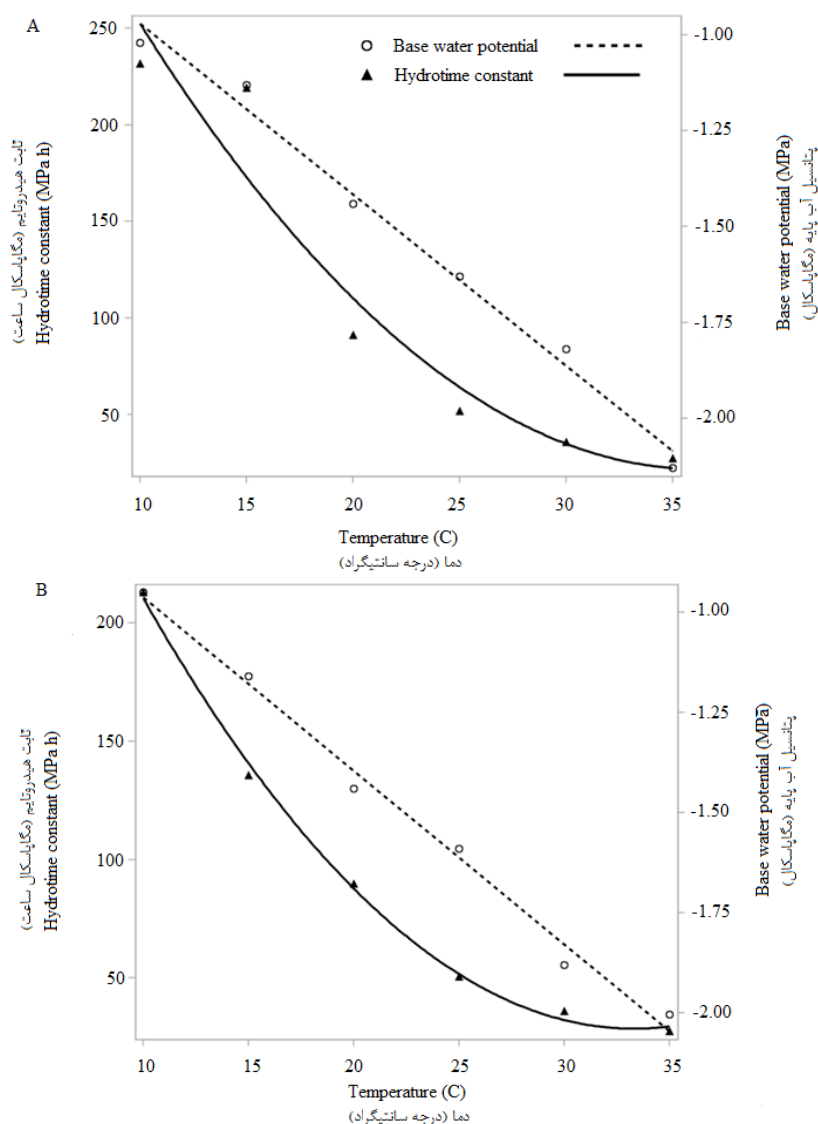 A
250
200
150
100
50
-1.00
-1.25
-1.50
-1.75
-2.00
Base water potential
Hydrotime constant
ثابت هیدروتایم (مگاپاسکال ساعت)
Hydrotime constant (MPa h)
Base water potential (MPa)
پتانسیل آب پایه (مگاپاسکال)
10 15 20 25 30 35
Temperature (C)
دما (درجه سانتیگراد)
B
200
150
100
50
-1.00
-1.25
-1.50
-1.75
-2.00
ثابت هیدروتایم (مگاپاسکال ساعت)
Hydrotime constant (MPa h)
Base water potential (MPa)
پتانسیل آب پایه (مگاپاسکال)
10 15 20 25 30 35
Temperature (C)
دما (درجه سانتیگراد)